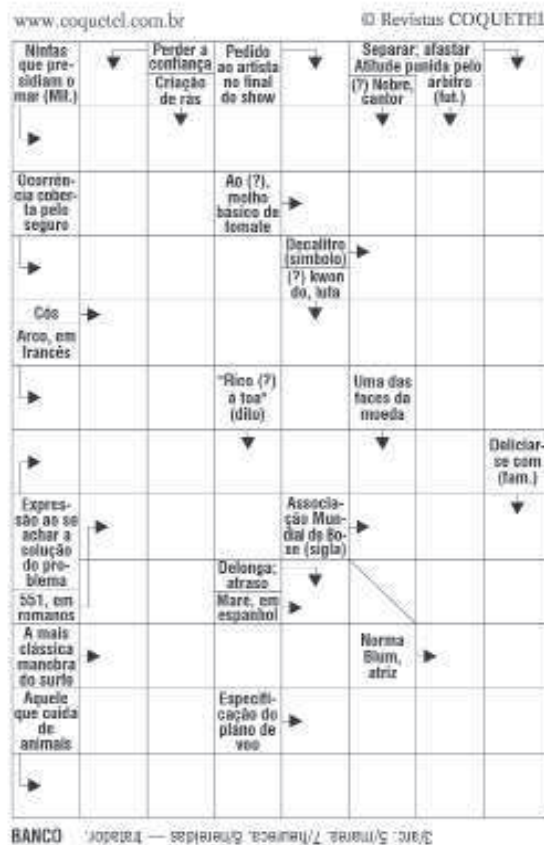 www.coquetel.com.br
© Revistas COQUETEL
Ninfas
que pre-
sidiam o
mar (Mit.)
Perder a
confiança
Criação
de rãs
Pedido
ao artista
no final
do show
Separar; afastar
Atitude punida pelo
árbitro
(fut.)
(?) Nobre,
cantor
Ocorrên-
cia cober-
ta pelo
seguro
Ao (?),
molho
básico de
tomate
Decalitro
(símbolo)
(?) kwon
do, luta
Cós
Arco, em
francês
"Rico (?)
à toa"
(dito)
Uma das
faces da
moeda
Deliciar-
se com
(fam.)
Expres-
são ao se
achar a
solução
do pro-
blema
551, em
romanos
Associa-
ção Mun-
dial de Bo-
xe (sigla)
Delonga;
atraso
Maré, em
espanhol
A mais
clássica
manobra
do surfe
Norma
Blum,
atriz
Aquele
que cuida
de
animais
Especifi-
cação do
plano de
voo
BANCO
3/arc. 5/marea. 7/heureca. 8/nereidas — tratador.